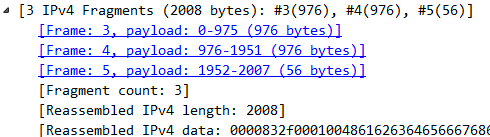 [3 IPv4 Fragments (2008 bytes): #3(976), #4(976), #5(56)]
[Frame: 3, payload: 0-975 (976 bytes)]
[Frame: 4, payload: 976-1951 (976 bytes)]
[Frame: 5, payload: 1952-2007 (56 bytes)]
[Fragment count: 3]
[Reassembled IPv4 length: 2008]
[Reassembled IPv4 data: 0000832f0001004861626364656667686